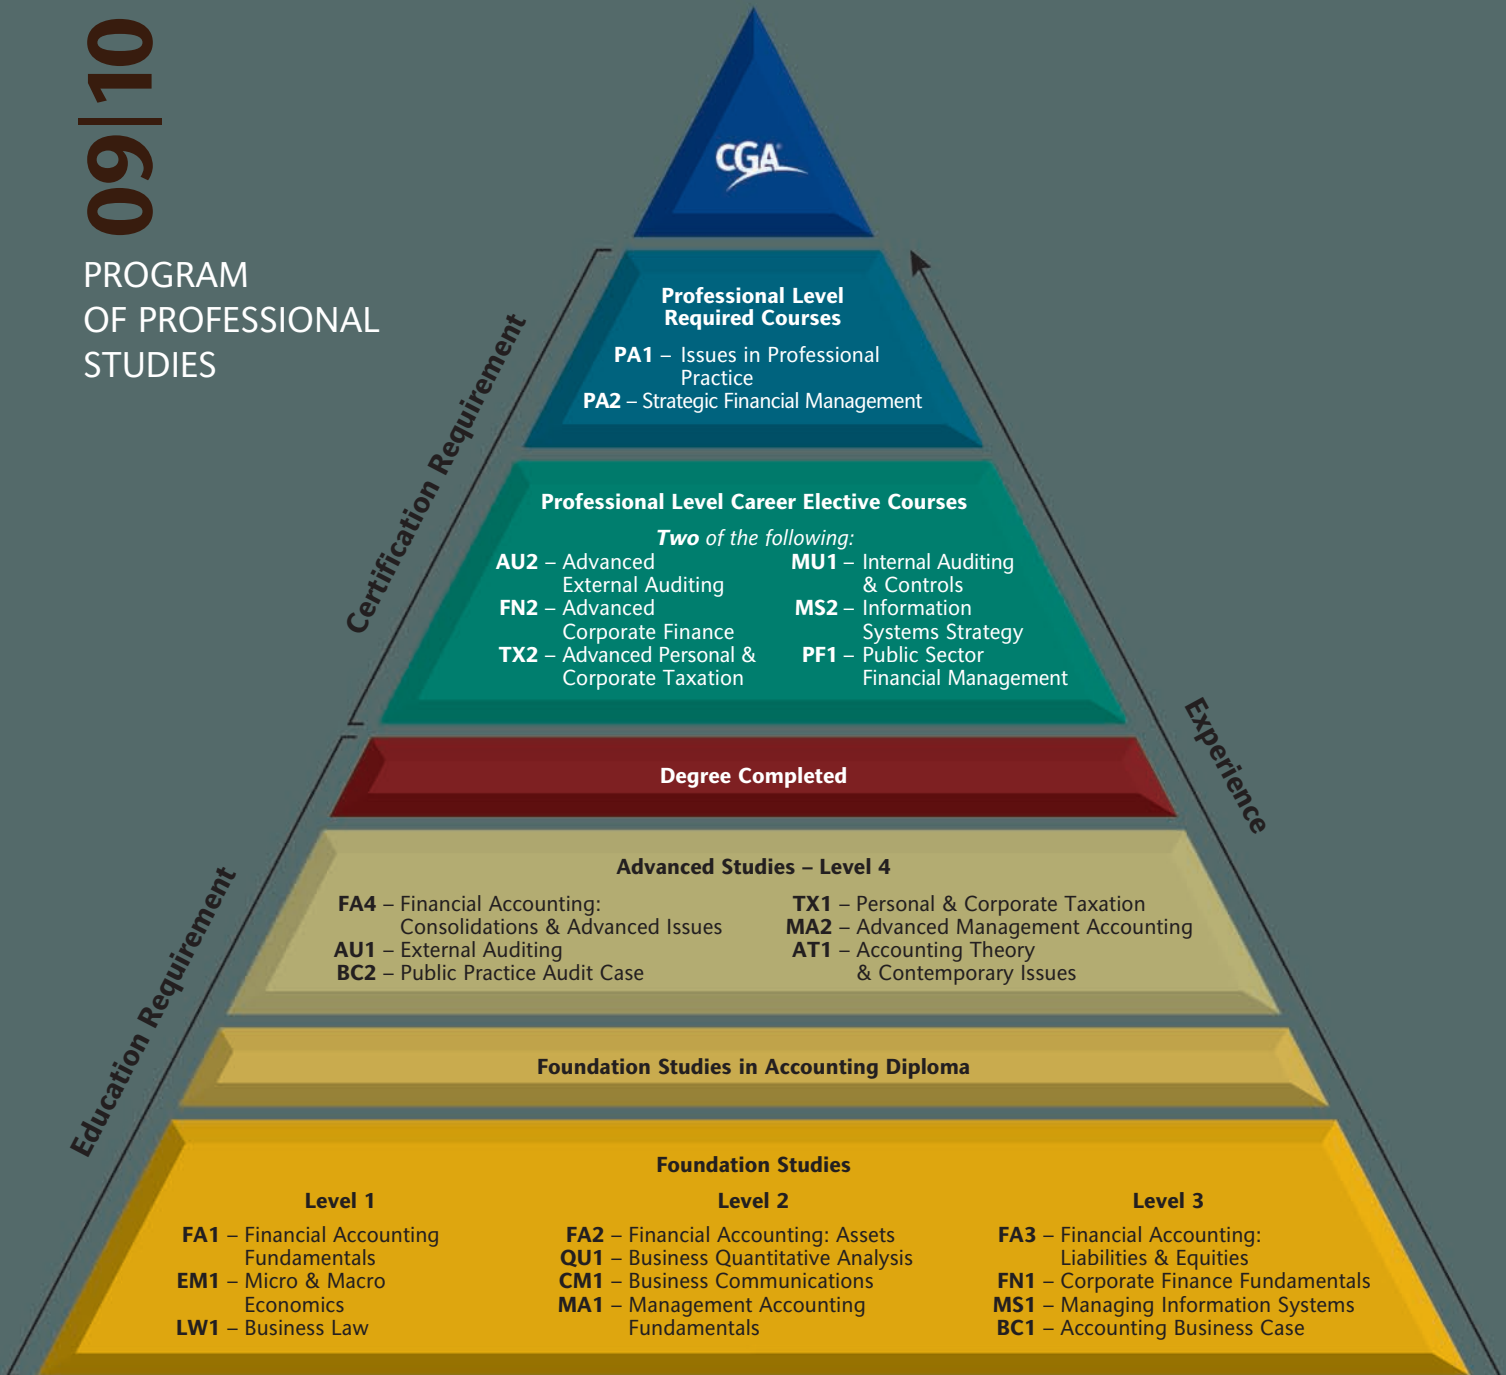 09|10
PROGRAM
OF PROFESSIONAL
STUDIES
CGA
Certification Requirement
Professional Level
Required Courses
PA1 – Issues in Professional
Practice
PA2 – Strategic Financial Management
Professional Level Career Elective Courses
Two of the following:
AU2 – Advanced
External Auditing
FN2 – Advanced
Corporate Finance
TX2 – Advanced Personal &
Corporate Taxation
MU1 – Internal Auditing
& Controls
MS2 – Information
Systems Strategy
PF1 – Public Sector
Financial Management
Experience
Education Requirement
Degree Completed
Advanced Studies – Level 4
FA4 – Financial Accounting:
Consolidations & Advanced Issues
AU1 – External Auditing
BC2 – Public Practice Audit Case
TX1 – Personal & Corporate Taxation
MA2 – Advanced Management Accounting
AT1 – Accounting Theory
& Contemporary Issues
Foundation Studies in Accounting Diploma
Foundation Studies
Level 1
FA1 – Financial Accounting
Fundamentals
EM1 – Micro & Macro
Economics
LW1 – Business Law
Level 2
FA2 – Financial Accounting: Assets
QU1 – Business Quantitative Analysis
CM1 – Business Communications
MA1 – Management Accounting
Fundamentals
Level 3
FA3 – Financial Accounting:
Liabilities & Equities
FN1 – Corporate Finance Fundamentals
MS1 – Managing Information Systems
BC1 – Accounting Business Case